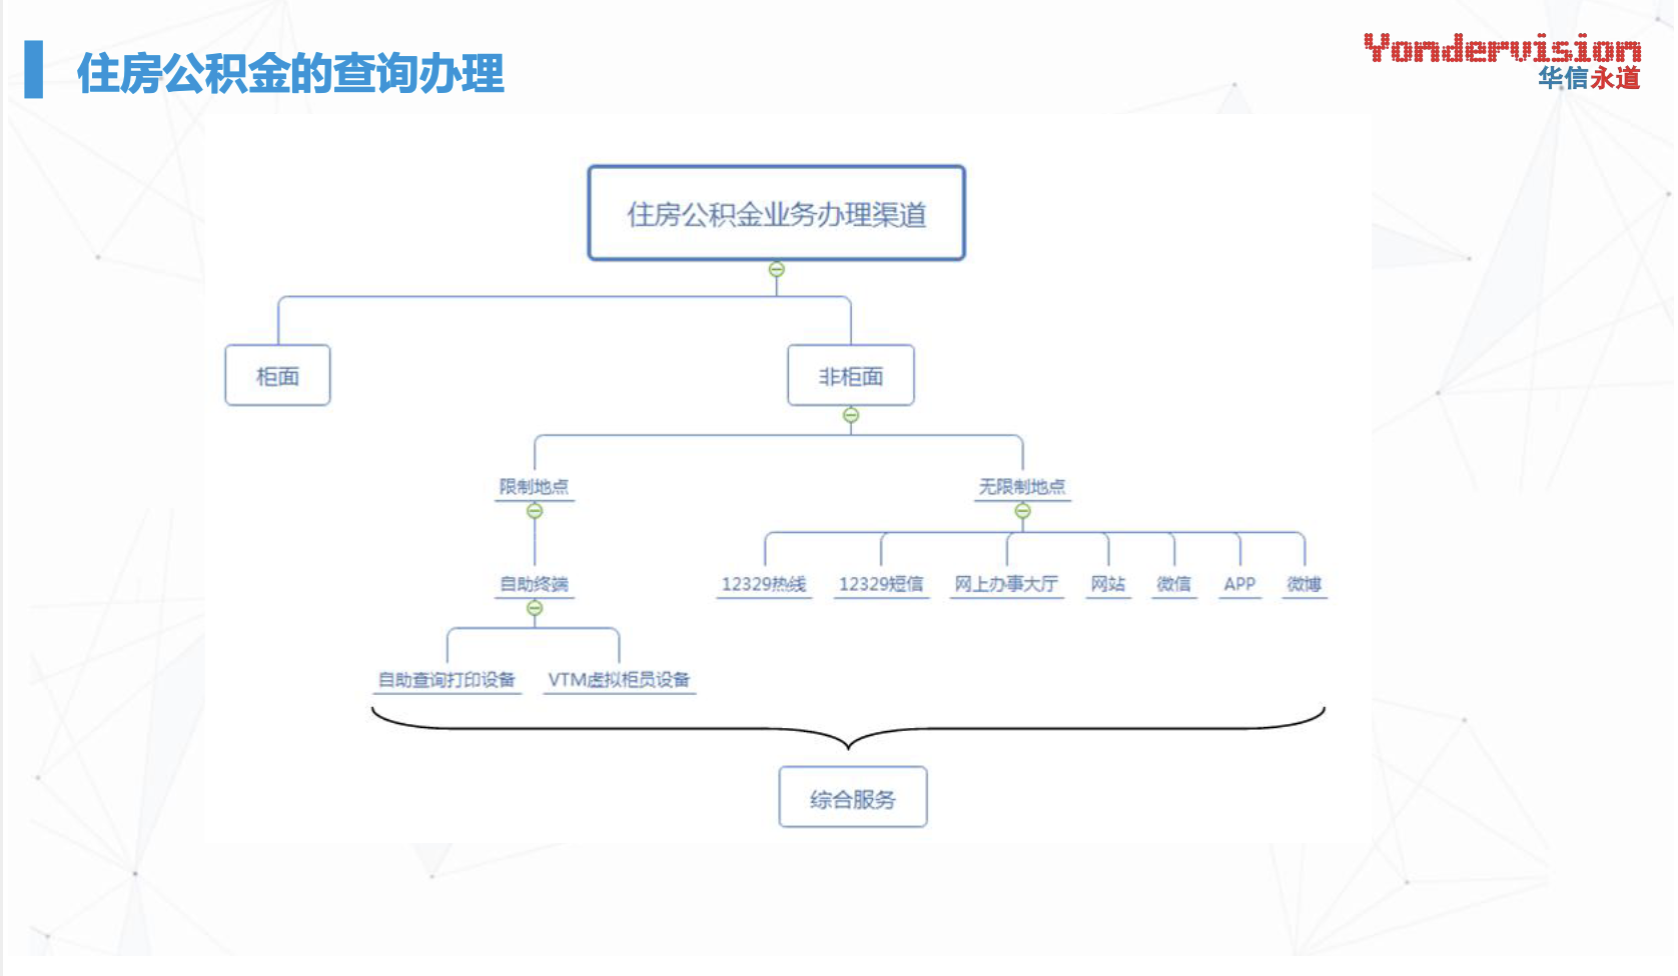 住房公积金的查询办理
Yondervision
华信永道
住房公积金业务办理渠道
柜面
非柜面
限制地点
无限制地点
自助终端
12329热线
12329短信
网上办事大厅
网站
微信
APP
微博
自助查询打印设备
VTM虚拟柜员设备
综合服务